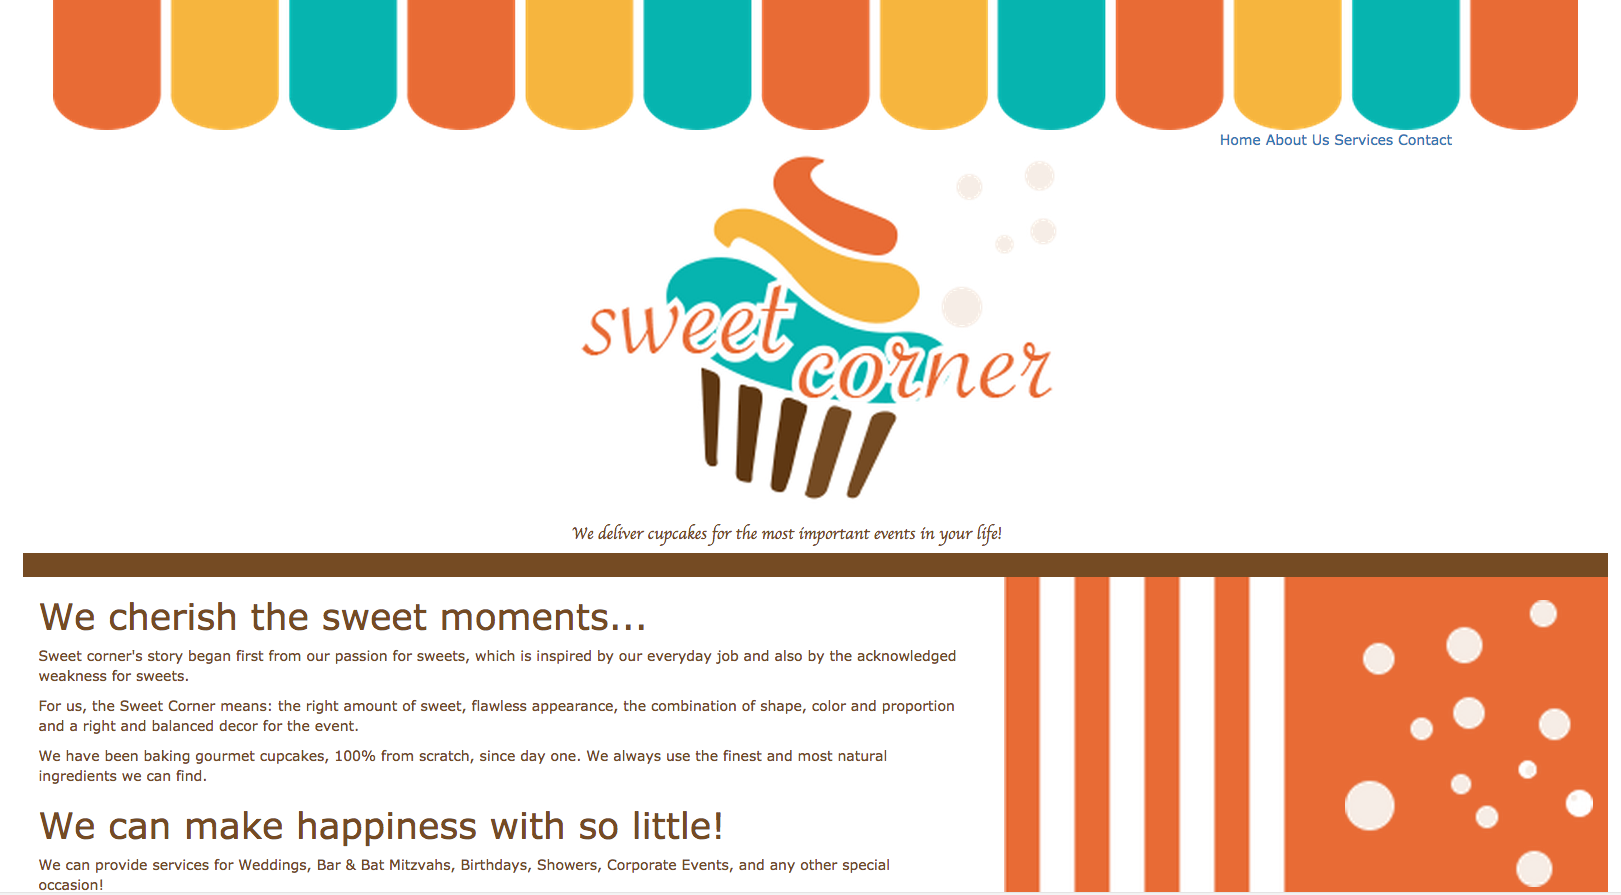 Home About Us Services Contact
sweet
corner
We deliver cupcakes for the most important events in your life!
We cherish the sweet moments...
Sweet corner's story began first from our passion for sweets, which is inspired by our everyday job and also by the acknowledged
weakness for sweets.
For us, the Sweet Corner means: the right amount of sweet, flawless appearance, the combination of shape, color and proportion
and a right and balanced decor for the event.
We have been baking gourmet cupcakes, 100% from scratch, since day one. We always use the finest and most natural
ingredients we can find.
We can make happiness with so little!
We can provide services for Weddings, Bar & Bat Mitzvahs, Birthdays, Showers, Corporate Events, and any other special
occasion!